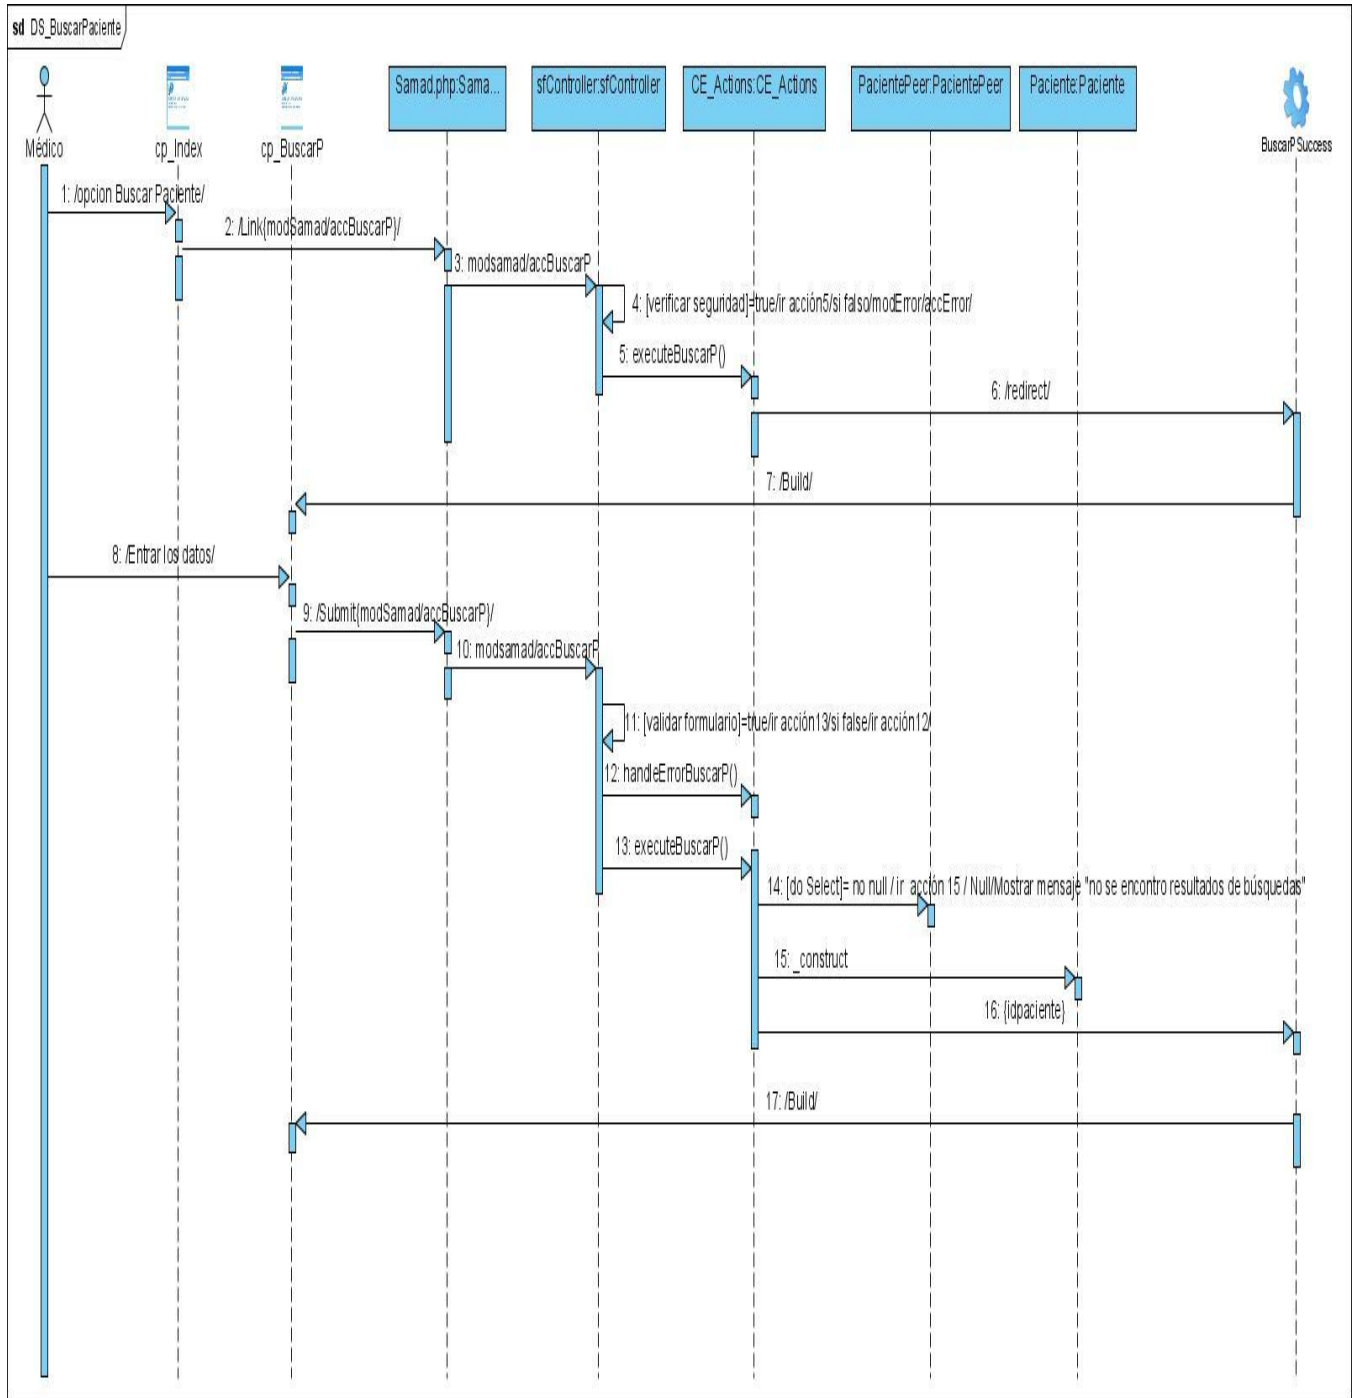 sd DS_BuscarPaciente
Médico
cp_Index
cp_BuscarP
Samad.php:Sama...
sfController:sfController
CE_Actions:CE_Actions
PacientePeer:PacientePeer
Paciente:Paciente
BuscarPSuccess
1: /opcion Buscar Paciente/
2: /Link(modSamad/accBuscarP)/
3: modsamad/accBuscarP
4: [verificar seguridad]=true/ir acción5/si falso/modError/accError/
5: executeBuscarP()
6: /redirect/
7: /Build/
8: /Entrar los datos/
9: /Submit(modSamad/accBuscarP)/
10: modsamad/accBuscarP
11: [validar formulario]=true/ir acción13/si false/ir acción12/
12: handleErrorBuscarP()
13: executeBuscarP()
14: [do Select]= no null / ir acción 15 / Null/Mostrar mensaje "no se encontro resultados de búsquedas"
15: _construct
16: {idpaciente}
17: /Build/